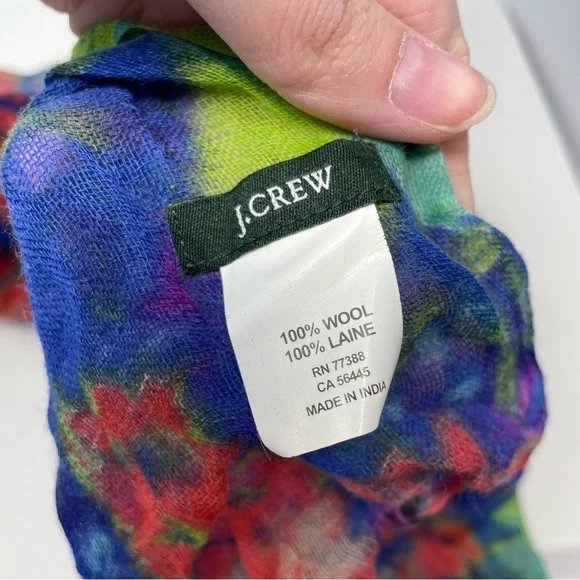 J.CREW
100% WOOL
100% LAINE
RN 77388
CA 56445
MADE IN INDIA